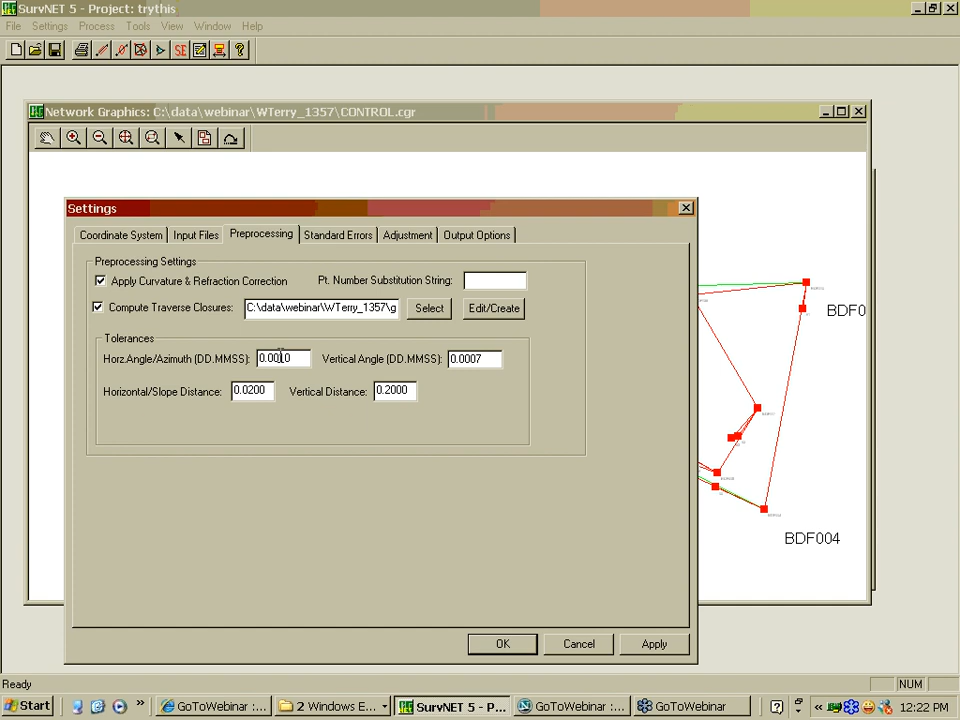 SurvNET 5 - Project: trythis
File Settings Process Tools View Window Help
SE
Network Graphics: C:\data\webinar\WTerry_1357\CONTROL.cgr
Settings
Coordinate System Input Files Preprocessing Standard Errors Adjustment Output Options
Preprocessing Settings
Apply Curvature & Refraction Correction Pt. Number Substitution String:
Compute Traverse Closures: C:\data\webinar\WTerry_1357\g Select Edit/Create
Tolerances
Horz.Angle/Azimuth (DD.MMSS): 0.0010 Vertical Angle (DD.MMSS): 0.0007
Horizontal/Slope Distance: 0.0200 Vertical Distance: 0.2000
BDF0
BDF004
OK Cancel Apply
Ready NUM
Start GoToWebinar :... 2 Windows E... SurvNET 5 - P... GoToWebinar :... GoToWebinar 12:22 PM